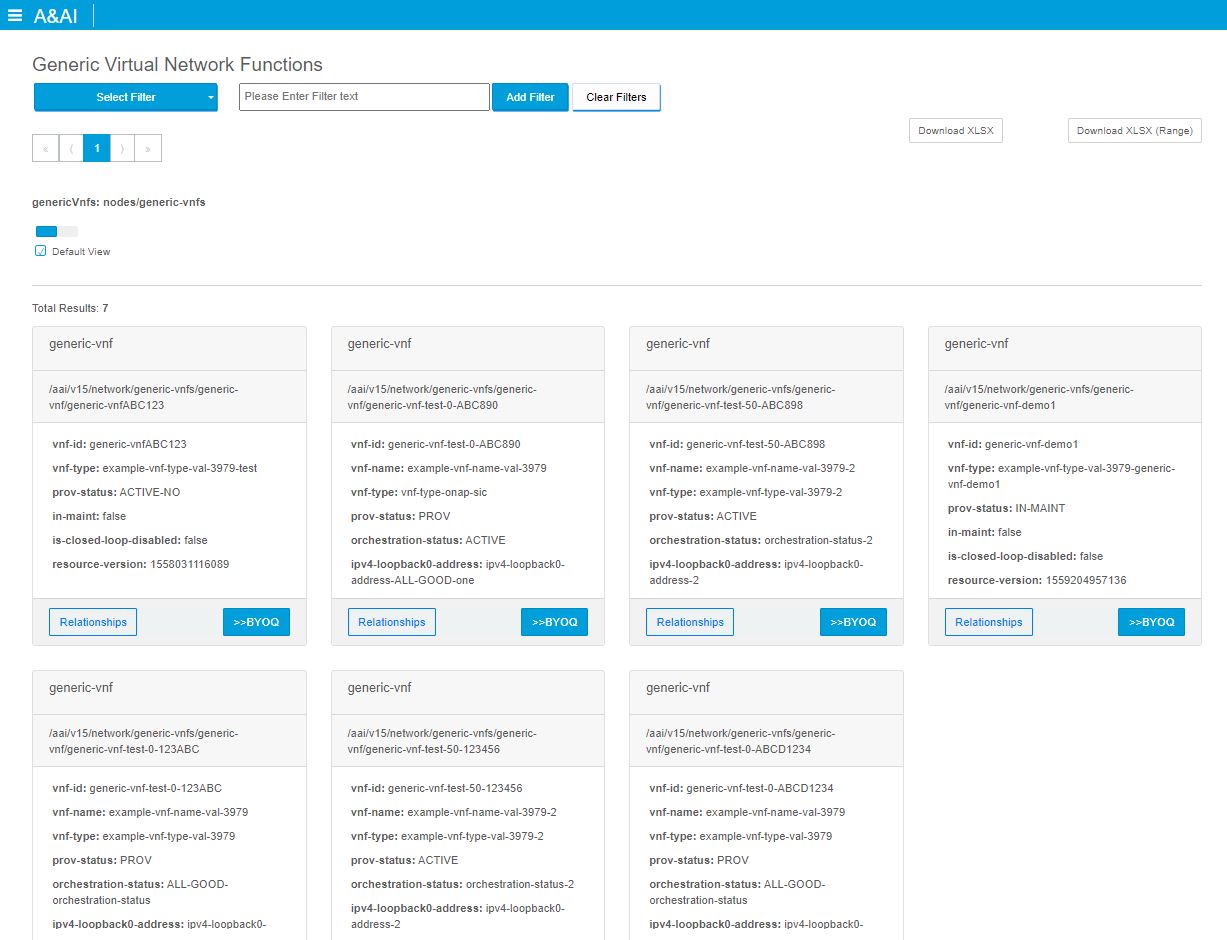 A&AI
Generic Virtual Network Functions
Select Filter
Please Enter Filter text
Add Filter
Clear Filters
Download XLSX
Download XLSX (Range)
«
⟨
1
⟩
»
genericVnfs: nodes/generic-vnfs
Default View
Total Results: 7
generic-vnf
/aai/v15/network/generic-vnfs/generic-
vnf/generic-vnfABC123
vnf-id: generic-vnfABC123
vnf-type: example-vnf-type-val-3979-test
prov-status: ACTIVE-NO
in-maint: false
is-closed-loop-disabled: false
resource-version: 1558031116089
Relationships
>>BYOQ
generic-vnf
/aai/v15/network/generic-vnfs/generic-
vnf/generic-vnf-test-0-ABC890
vnf-id: generic-vnf-test-0-ABC890
vnf-name: example-vnf-name-val-3979
vnf-type: vnf-type-onap-sic
prov-status: PROV
orchestration-status: ACTIVE
ipv4-loopback0-address: ipv4-loopback0-
address-ALL-GOOD-one
Relationships
>>BYOQ
generic-vnf
/aai/v15/network/generic-vnfs/generic-
vnf/generic-vnf-test-50-ABC898
vnf-id: generic-vnf-test-50-ABC898
vnf-name: example-vnf-name-val-3979-2
vnf-type: example-vnf-type-val-3979-2
prov-status: ACTIVE
orchestration-status: orchestration-status-2
ipv4-loopback0-address: ipv4-loopback0-
address-2
Relationships
>>BYOQ
generic-vnf
/aai/v15/network/generic-vnfs/generic-
vnf/generic-vnf-demo1
vnf-id: generic-vnf-demo1
vnf-type: example-vnf-type-val-3979-generic-
vnf-demo1
prov-status: IN-MAINT
in-maint: false
is-closed-loop-disabled: false
resource-version: 1559204957136
Relationships
>>BYOQ
generic-vnf
/aai/v15/network/generic-vnfs/generic-
vnf/generic-vnf-test-0-123ABC
vnf-id: generic-vnf-test-0-123ABC
vnf-name: example-vnf-name-val-3979
vnf-type: example-vnf-type-val-3979
prov-status: PROV
orchestration-status: ALL-GOOD-
orchestration-status
ipv4-loopback0-address: ipv4-loopback0-
generic-vnf
/aai/v15/network/generic-vnfs/generic-
vnf/generic-vnf-test-50-123456
vnf-id: generic-vnf-test-50-123456
vnf-name: example-vnf-name-val-3979-2
vnf-type: example-vnf-type-val-3979-2
prov-status: ACTIVE
orchestration-status: orchestration-status-2
ipv4-loopback0-address: ipv4-loopback0-
address-2
generic-vnf
/aai/v15/network/generic-vnfs/generic-
vnf/generic-vnf-test-0-ABCD1234
vnf-id: generic-vnf-test-0-ABCD1234
vnf-name: example-vnf-name-val-3979
vnf-type: example-vnf-type-val-3979
prov-status: PROV
orchestration-status: ALL-GOOD-
orchestration-status
ipv4-loopback0-address: ipv4-loopback0-